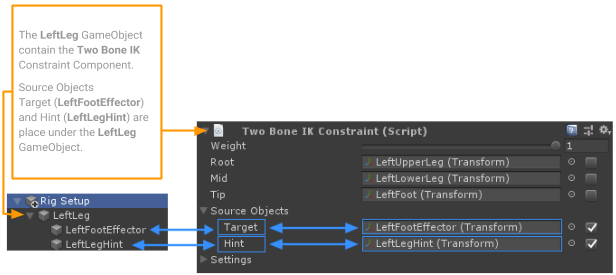 The LeftLeg GameObject
contain the Two Bone IK
Constraint Component.
Source Objects
Target (LeftFootEffector)
and Hint (LeftLegHint) are
place under the LeftLeg
GameObject.
Rig Setup
LeftLeg
LeftFootEffector
LeftLegHint
Two Bone IK Constraint (Script)
Weight 1
Root LeftUpperLeg (Transform)
Mid LeftLowerLeg (Transform)
Tip LeftFoot (Transform)
Source Objects
Target LeftFootEffector (Transform)
Hint LeftLegHint (Transform)
Settings